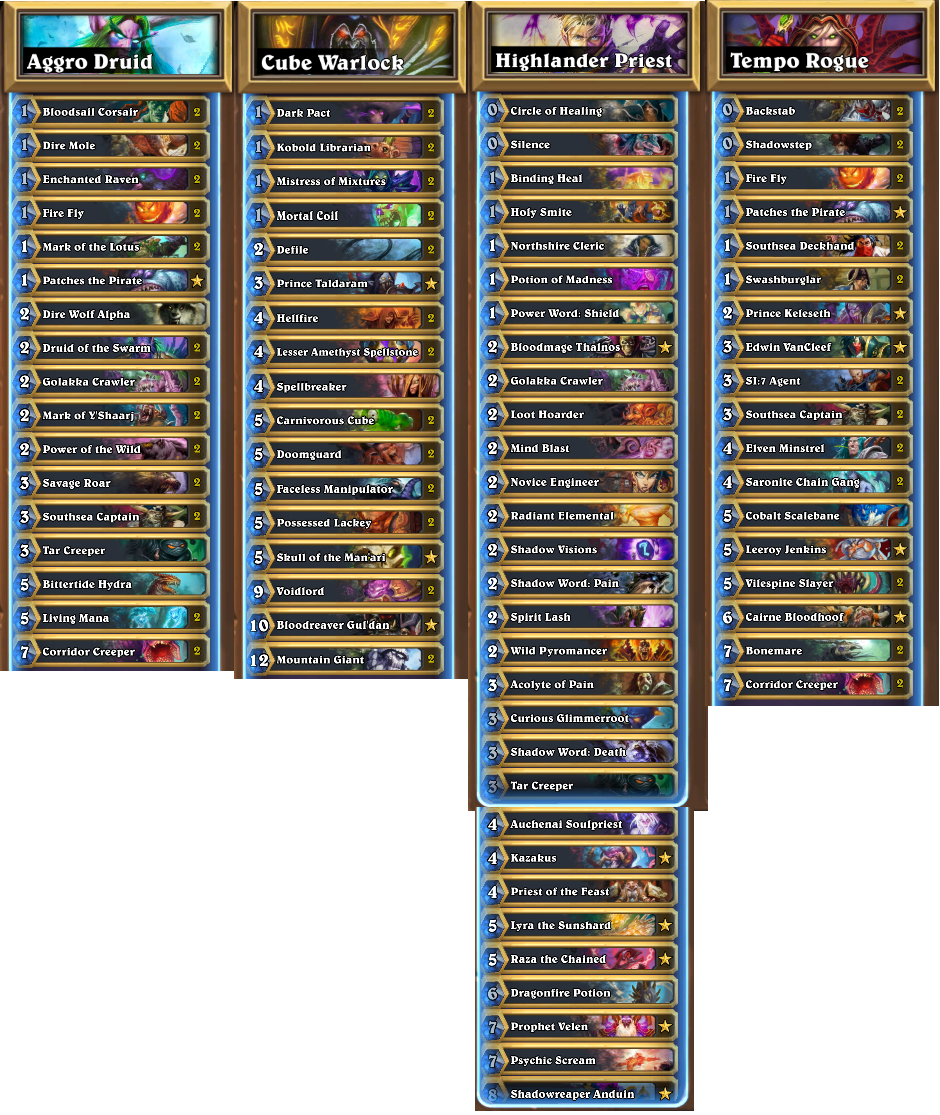 Aggro Druid
1 Bloodsail Corsair 2
1 Dire Mole 2
1 Enchanted Raven 2
1 Fire Fly 2
1 Mark of the Lotus 2
1 Patches the Pirate
2 Dire Wolf Alpha
2 Druid of the Swarm 2
2 Golakka Crawler 2
2 Mark of Y'Shaarj 2
2 Power of the Wild 2
3 Savage Roar 2
3 Southsea Captain 2
3 Tar Creeper
5 Bittertide Hydra
5 Living Mana 2
7 Corridor Creeper 2
Cube Warlock
1 Dark Pact 2
1 Kobold Librarian 2
1 Mistress of Mixtures 2
1 Mortal Coil 2
2 Defile 2
3 Prince Taldaram
4 Hellfire 2
4 Lesser Amethyst Spellstone 2
4 Spellbreaker
5 Carnivorous Cube 2
5 Doomguard 2
5 Faceless Manipulator 2
5 Possessed Lackey 2
5 Skull of the Man'ari
9 Voidlord 2
10 Bloodreaver Gul'dan
12 Mountain Giant 2
Highlander Priest
0 Circle of Healing
0 Silence
1 Binding Heal
1 Holy Smite
1 Northshire Cleric
1 Potion of Madness
1 Power Word: Shield
2 Bloodmage Thalnos
2 Golakka Crawler
2 Loot Hoarder
2 Mind Blast
2 Novice Engineer
2 Radiant Elemental
2 Shadow Visions
2 Shadow Word: Pain
2 Spirit Lash
2 Wild Pyromancer
3 Acolyte of Pain
3 Curious Glimmerroot
3 Shadow Word: Death
3 Tar Creeper
4 Auchenai Soulpriest
4 Kazakus
4 Priest of the Feast
5 Lyra the Sunshard
5 Raza the Chained
6 Dragonfire Potion
7 Prophet Velen
7 Psychic Scream
8 Shadowreaper Anduin
Tempo Rogue
0 Backstab 2
0 Shadowstep 2
1 Fire Fly 2
1 Patches the Pirate
1 Southsea Deckhand 2
1 Swashburglar 2
2 Prince Keleseth
3 Edwin VanCleef
3 SI:7 Agent 2
3 Southsea Captain 2
4 Elven Minstrel 2
4 Saronite Chain Gang 2
5 Cobalt Scalebane
5 Leeroy Jenkins
5 Vilespine Slayer 2
6 Cairne Bloodhoof
7 Bonemare 2
7 Corridor Creeper 2